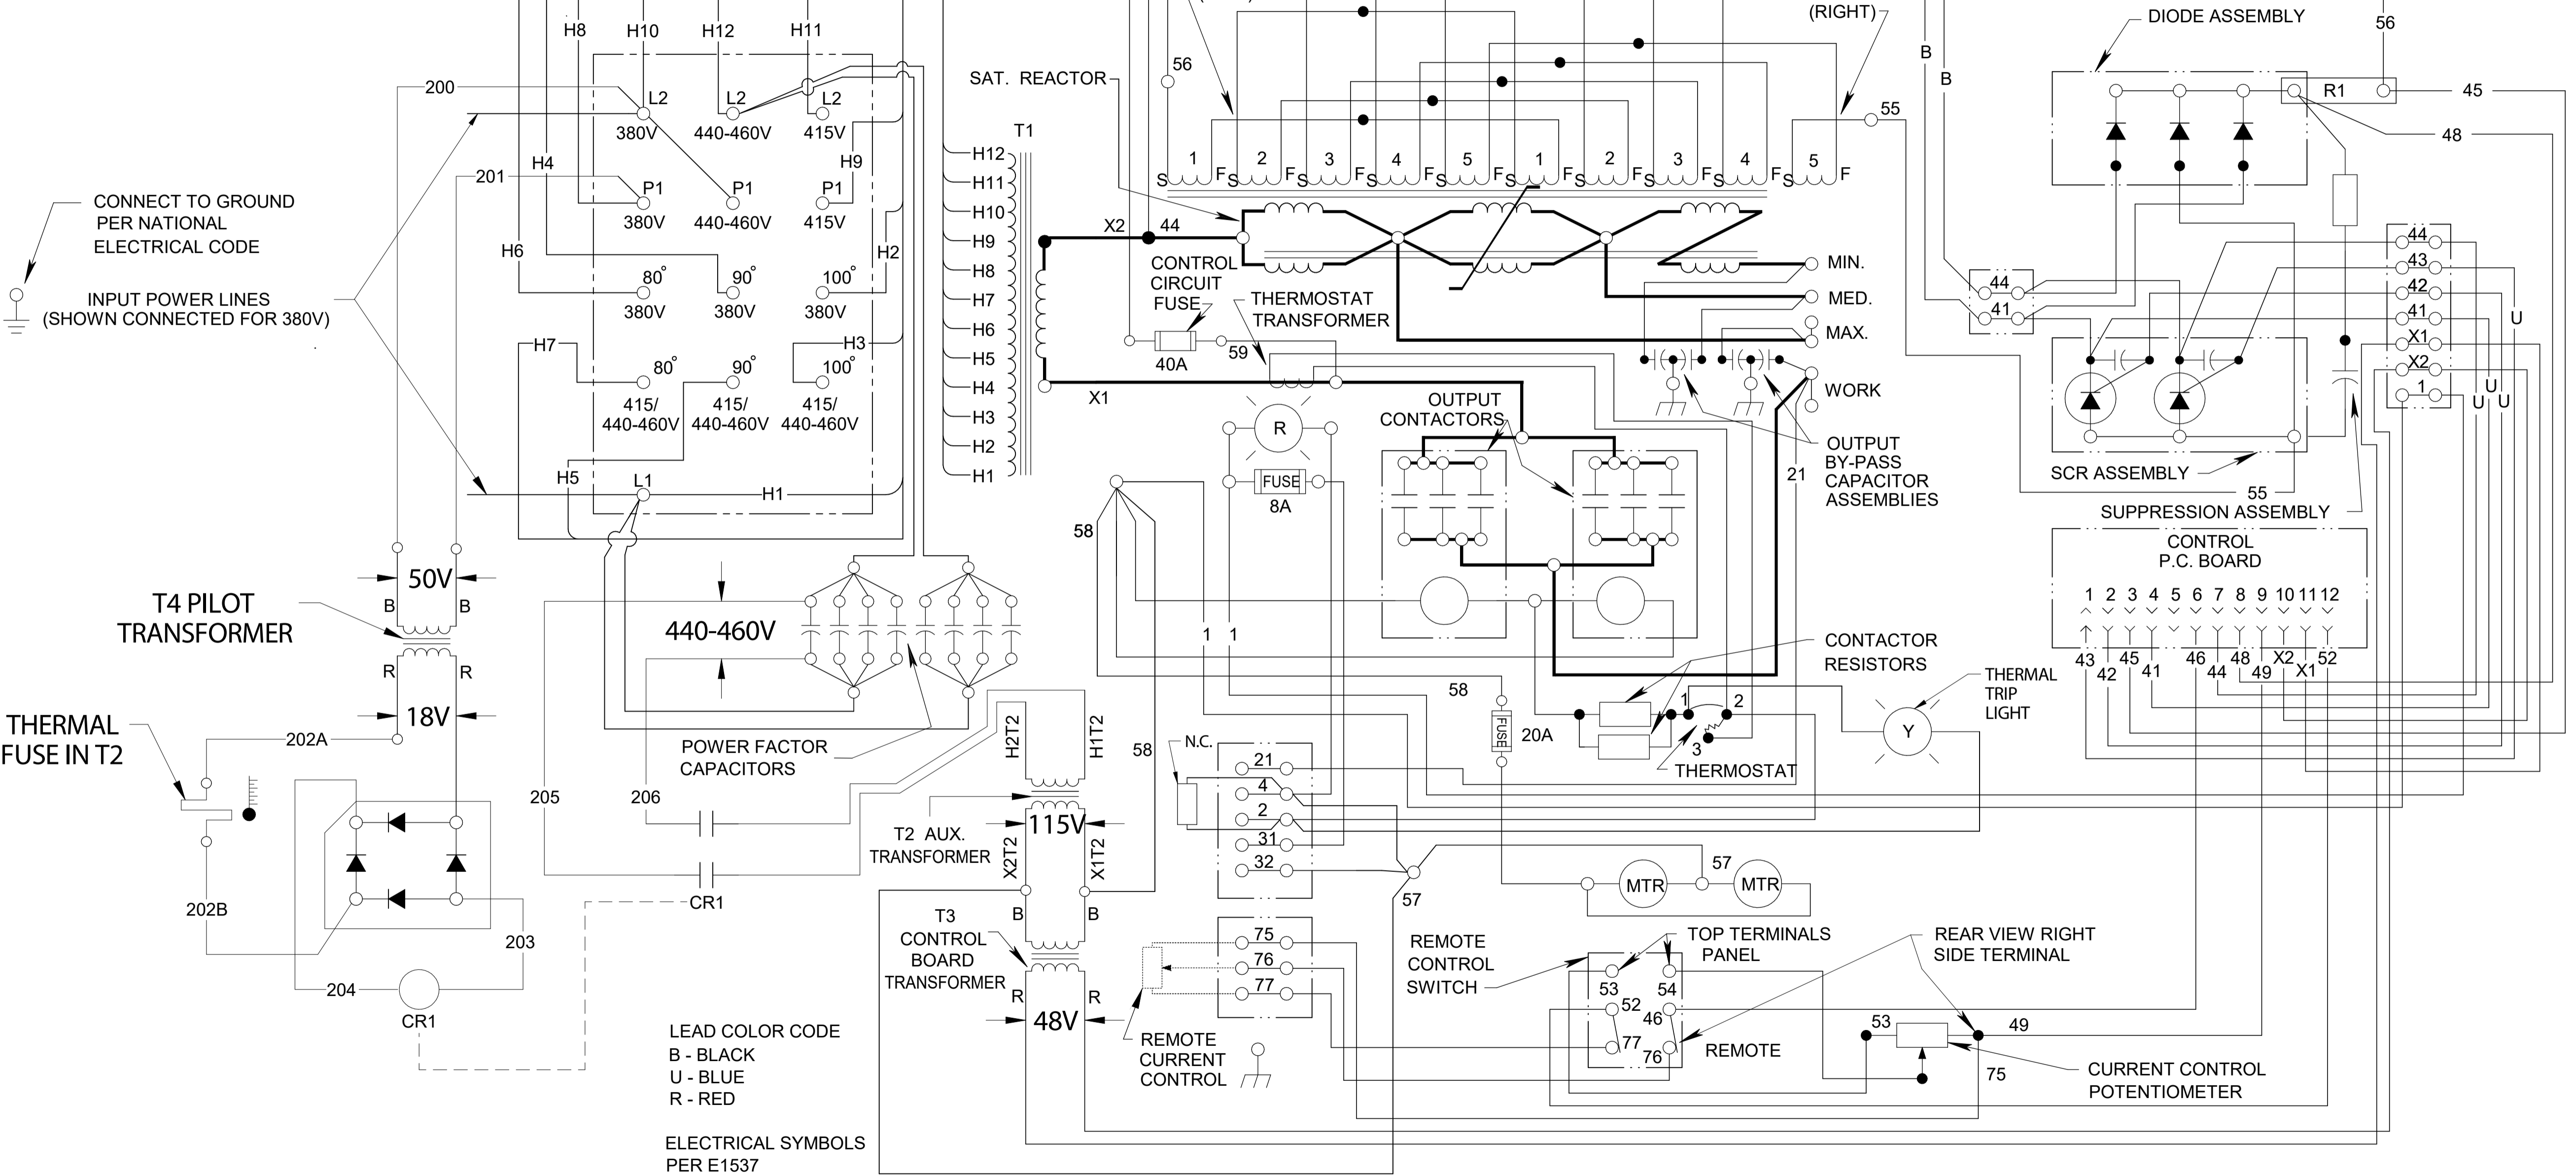 H8
H10
H12
H11
(RIGHT)
DIODE ASSEMBLY
56
B
B
SAT. REACTOR
56
200
L2
L2
L2
380V
440-460V
415V
R1
45
48
55
T1
H4
H9
H12
1 2 3 4 5 1 2 3 4 5
S F S F S F S F S F S F S F S F S F S F
201
P1
P1
P1
380V
440-460V
415V
H11
H10
H9
H8
H7
H6
H5
H4
H3
H2
H1
CONNECT TO GROUND
PER NATIONAL
ELECTRICAL CODE
INPUT POWER LINES
(SHOWN CONNECTED FOR 380V)
H6
H2
80°
90°
100°
380V
380V
380V
H7
H3
80°
90°
100°
415/
440-460V
415/
440-460V
415/
440-460V
H5
L1
H1
X2
44
CONTROL
CIRCUIT
FUSE
THERMOSTAT
TRANSFORMER
40A
59
X1
MIN.
MED.
MAX.
WORK
OUTPUT
CONTACTORS
OUTPUT
BY-PASS
CAPACITOR
ASSEMBLIES
21
R
FUSE
8A
58
44
41
44
43
42
41
X1
X2
1
U
U
U
U
SCR ASSEMBLY
55
SUPPRESSION ASSEMBLY
CONTROL
P.C. BOARD
1 2 3 4 5 6 7 8 9 10 11 12
43
42
45
41
46
44
48
49
X2
X1
52
50V
B
B
T4 PILOT
TRANSFORMER
R
R
18V
440-460V
1
1
CONTACTOR
RESISTORS
THERMAL
TRIP
LIGHT
58
1
2
3
Y
THERMAL
FUSE IN T2
202A
POWER FACTOR
CAPACITORS
H2T2
H1T2
58
N.C.
FUSE
20A
THERMOSTAT
205
206
21
4
2
31
32
T2 AUX.
TRANSFORMER
115V
X2T2
X1T2
CR1
202B
203
204
CR1
57
57
MTR
MTR
B
B
T3
CONTROL
BOARD
TRANSFORMER
R
R
48V
75
76
77
REMOTE
CURRENT
CONTROL
REMOTE
CONTROL
SWITCH
TOP TERMINALS
PANEL
REAR VIEW RIGHT
SIDE TERMINAL
53
54
52
46
77
76
REMOTE
53
49
75
CURRENT CONTROL
POTENTIOMETER
LEAD COLOR CODE
B - BLACK
U - BLUE
R - RED
ELECTRICAL SYMBOLS
PER E1537